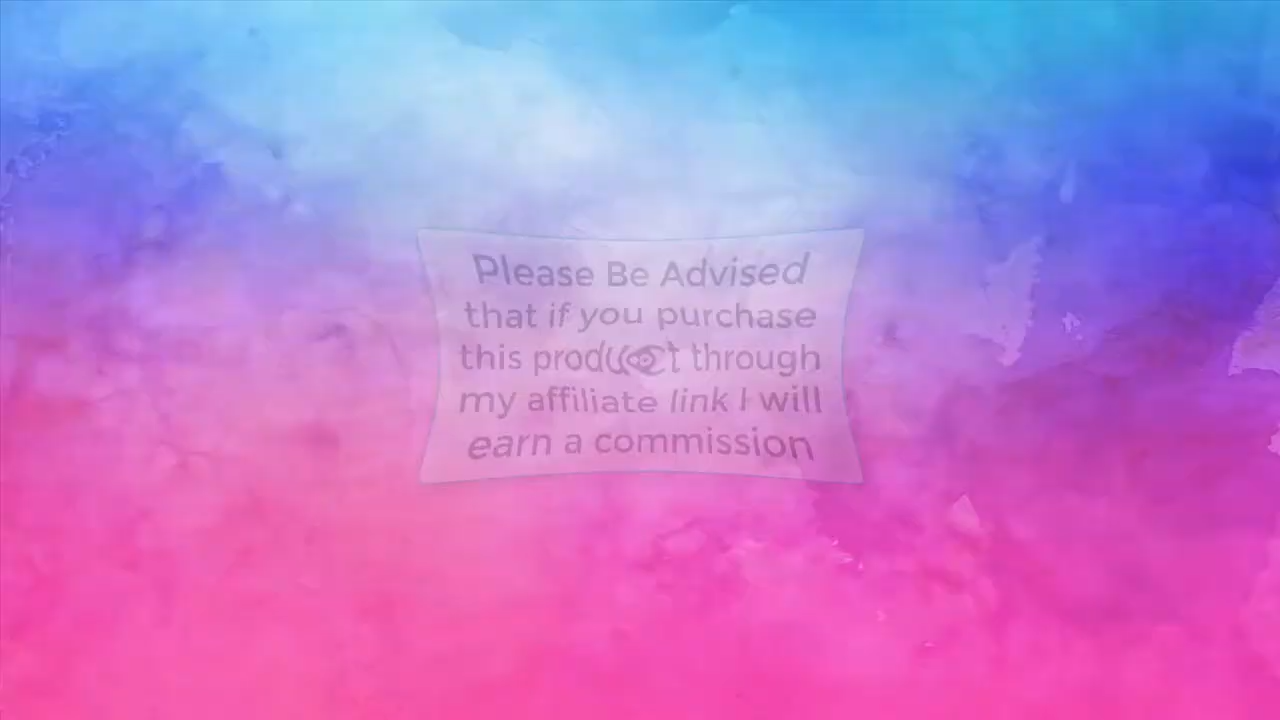 Please Be Advised
that if you purchase
this product through
my affiliate link I will
earn a commission